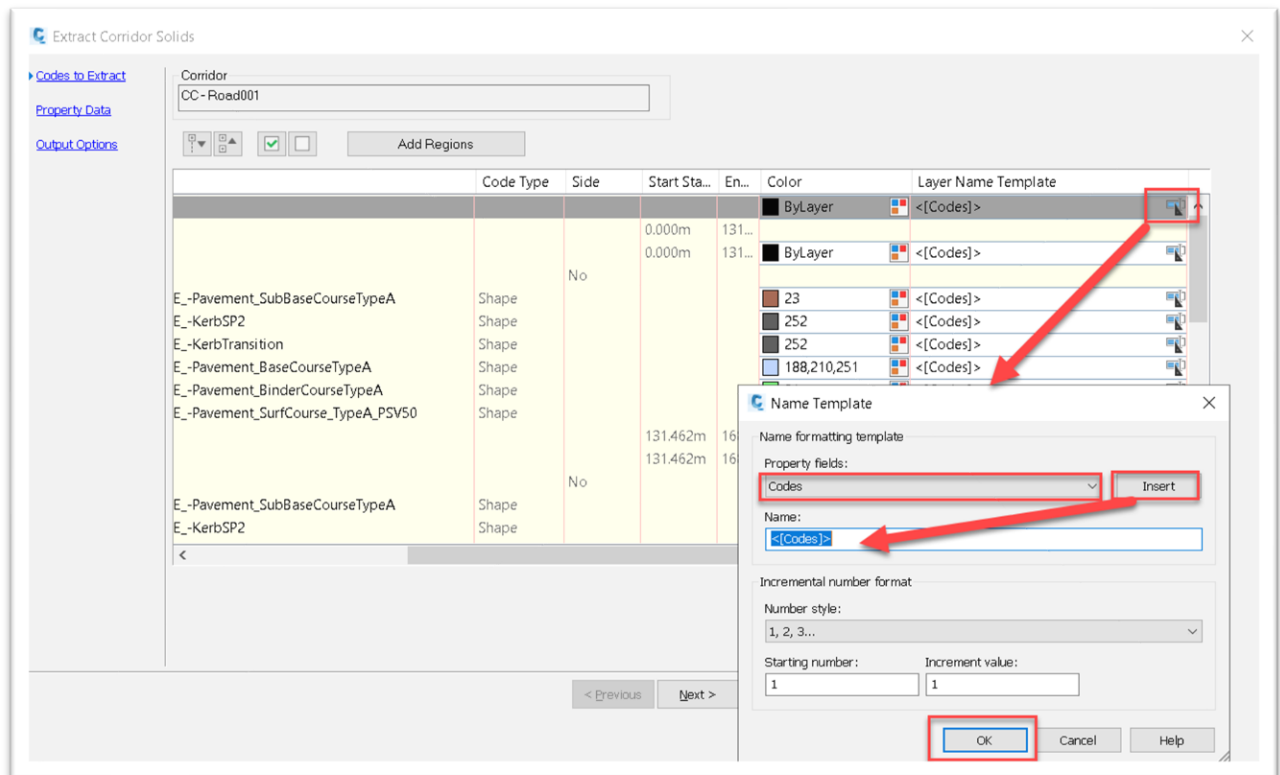 Extract Corridor Solids
Codes to Extract
Property Data
Output Options
Corridor
CC-Road001
Add Regions
Code Type Side Start Sta... En... Color Layer Name Template
ByLayer <[Codes]>
0.000m 131...
0.000m 131... ByLayer <[Codes]>
No
E_-Pavement_SubBaseCourseTypeA Shape 23 <[Codes]>
E_-KerbSP2 Shape 252 <[Codes]>
E_-KerbTransition Shape 252 <[Codes]>
E_-Pavement_BaseCourseTypeA Shape 188,210,251 <[Codes]>
E_-Pavement_BinderCourseTypeA Shape
E_-Pavement_SurfCourse_TypeA_PSV50 Shape
131.462m 16
131.462m 16
No
E_-Pavement_SubBaseCourseTypeA Shape
E_-KerbSP2 Shape
< Previous Next >
Name Template
Name formatting template
Property fields:
Codes Insert
Name:
<[Codes]>
Incremental number format
Number style:
1, 2, 3...
Starting number: Increment value:
1 1
OK Cancel Help